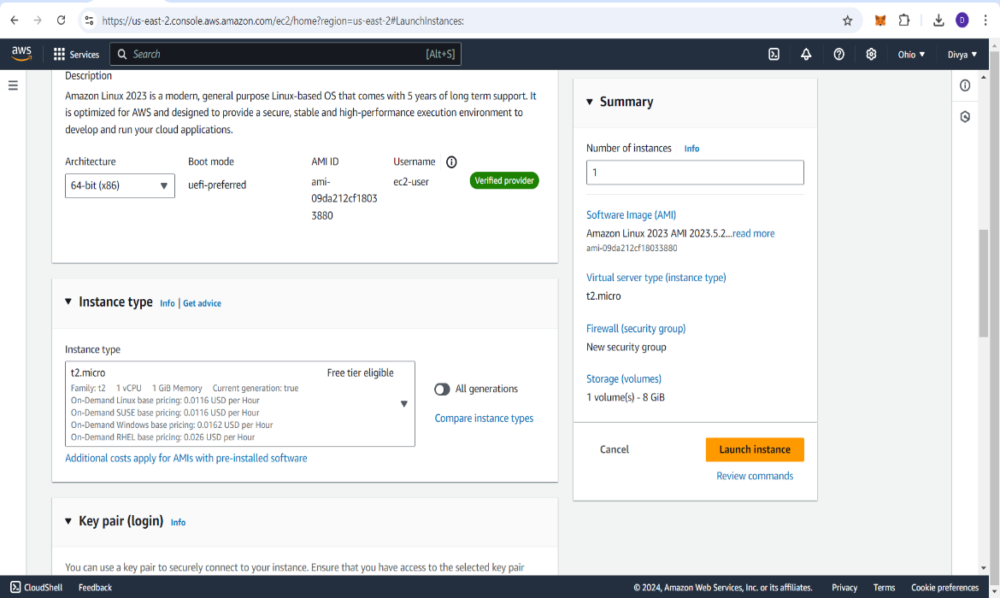 https://us-east-2.console.aws.amazon.com/ec2/home?region=us-east-2#LaunchInstances:
D
aws
Services
Search
[Alt+S]
Ohio
Divya
Description
Amazon Linux 2023 is a modern, general purpose Linux-based OS that comes with 5 years of long term support. It
is optimized for AWS and designed to provide a secure, stable and high-performance execution environment to
develop and run your cloud applications.
Architecture
64-bit (x86)
Boot mode
uefi-preferred
AMI ID
ami-
09da212cf1803
3880
Username
ec2-user
Verified provider
Instance type Info | Get advice
Instance type
t2.micro Free tier eligible
Family: t2 1 vCPU 1 GiB Memory Current generation: true
On-Demand Linux base pricing: 0.0116 USD per Hour
On-Demand SUSE base pricing: 0.0116 USD per Hour
On-Demand Windows base pricing: 0.0162 USD per Hour
On-Demand RHEL base pricing: 0.026 USD per Hour
All generations
Compare instance types
Additional costs apply for AMIs with pre-installed software
Key pair (login) Info
You can use a key pair to securely connect to your instance. Ensure that you have access to the selected key pair
Summary
Number of instances Info
1
Software Image (AMI)
Amazon Linux 2023 AMI 2023.5.2...read more
ami-09da212cf18033880
Virtual server type (instance type)
t2.micro
Firewall (security group)
New security group
Storage (volumes)
1 volume(s) - 8 GiB
Cancel
Launch instance
Review commands
CloudShell
Feedback
© 2024, Amazon Web Services, Inc. or its affiliates.
Privacy
Terms
Cookie preferences